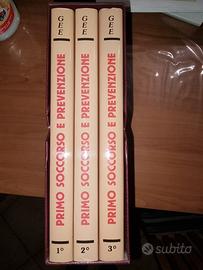 GEE
PRIMO SOCCORSO E PREVENZIONE
1°
GEE
PRIMO SOCCORSO E PREVENZIONE
2°
GEE
PRIMO SOCCORSO E PREVENZIONE
3°
subito